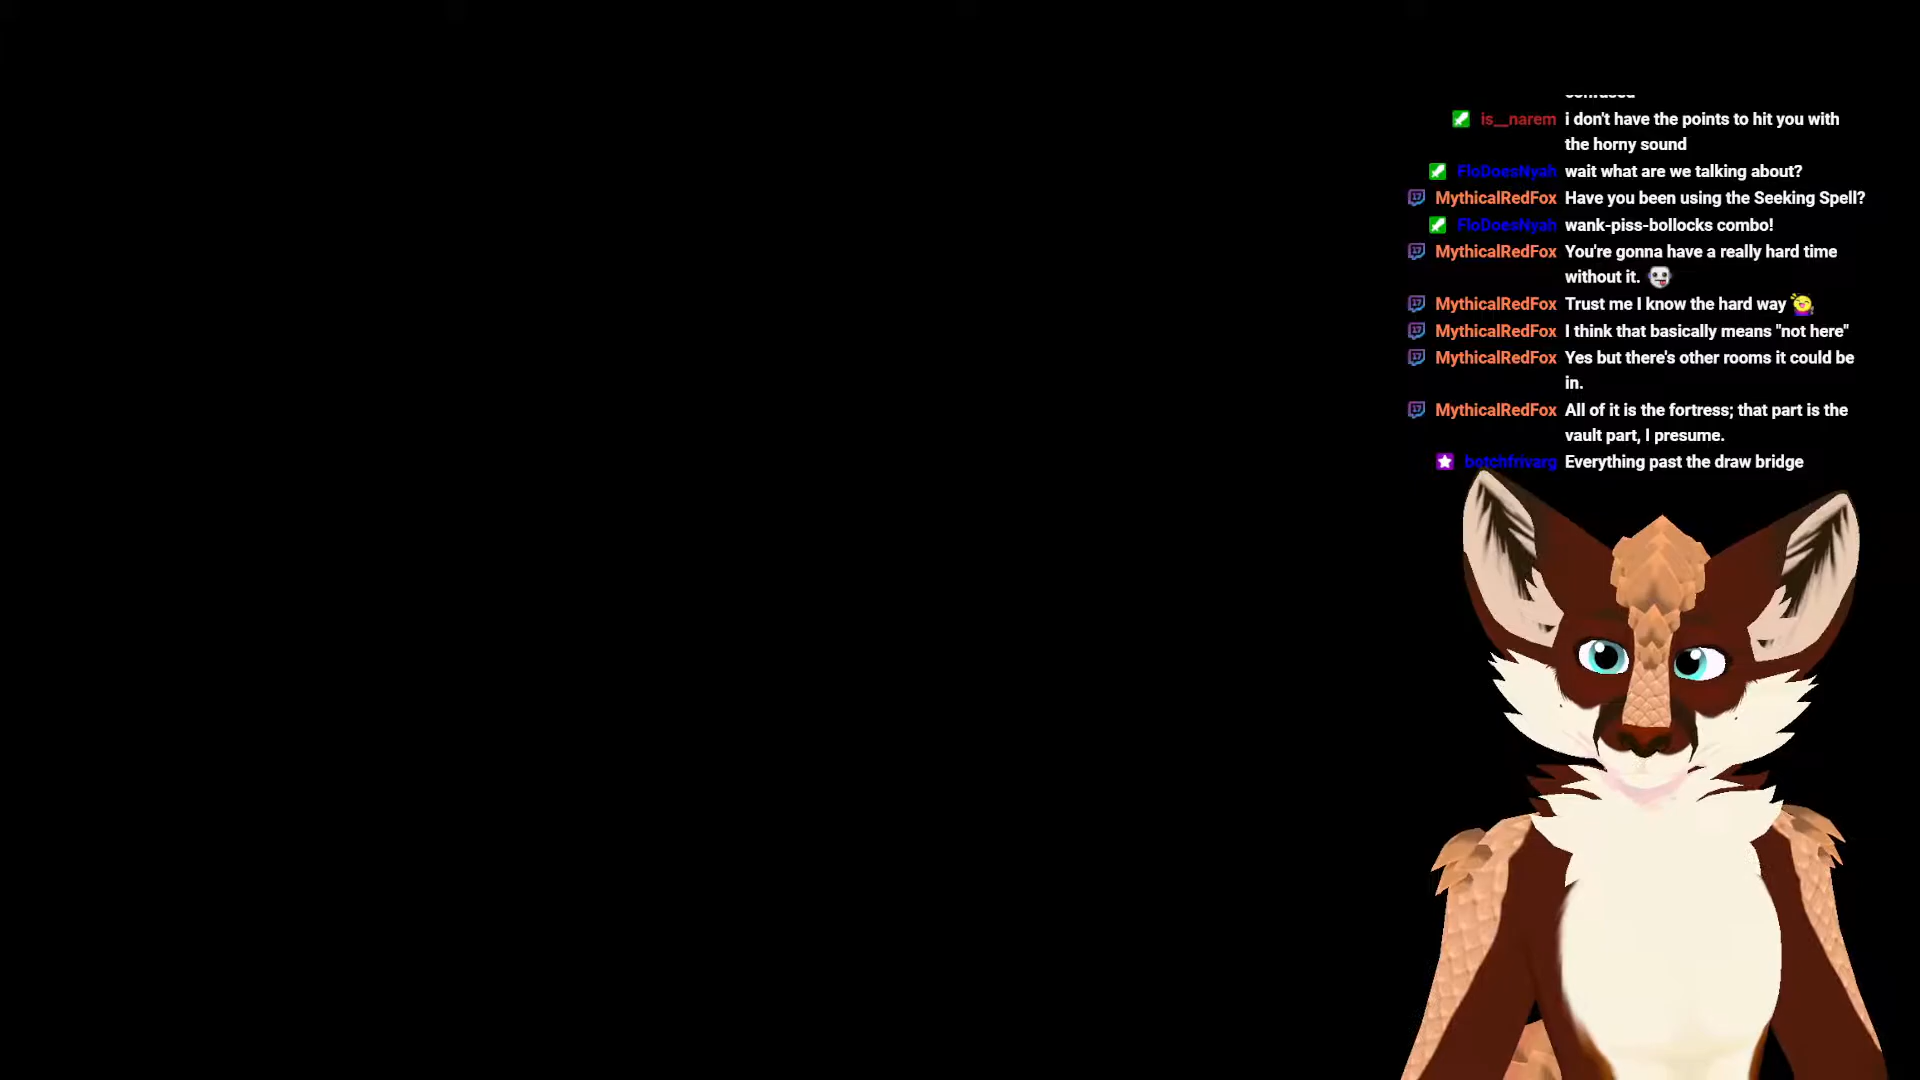 is__narem i don't have the points to hit you with
the horny sound
FloDoesNyah wait what are we talking about?
MythicalRedFox Have you been using the Seeking Spell?
FloDoesNyah wank-piss-bollocks combo!
MythicalRedFox You're gonna have a really hard time
without it.
MythicalRedFox Trust me I know the hard way
MythicalRedFox I think that basically means "not here"
MythicalRedFox Yes but there's other rooms it could be
in.
MythicalRedFox All of it is the fortress; that part is the
vault part, I presume.
botchfrivarg Everything past the draw bridge